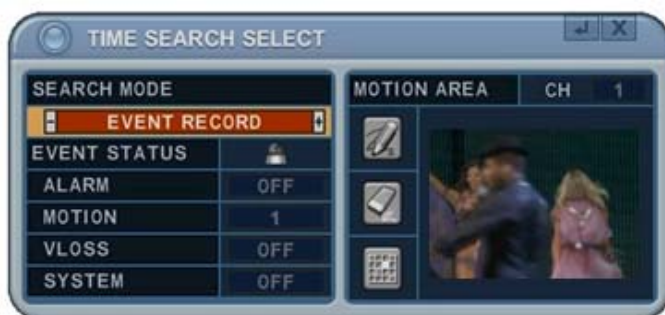 TIME SEARCH SELECT
X
SEARCH MODE
- EVENT RECORD +
EVENT STATUS
ALARM OFF
MOTION 1
VLOSS OFF
SYSTEM OFF
MOTION AREA CH 1